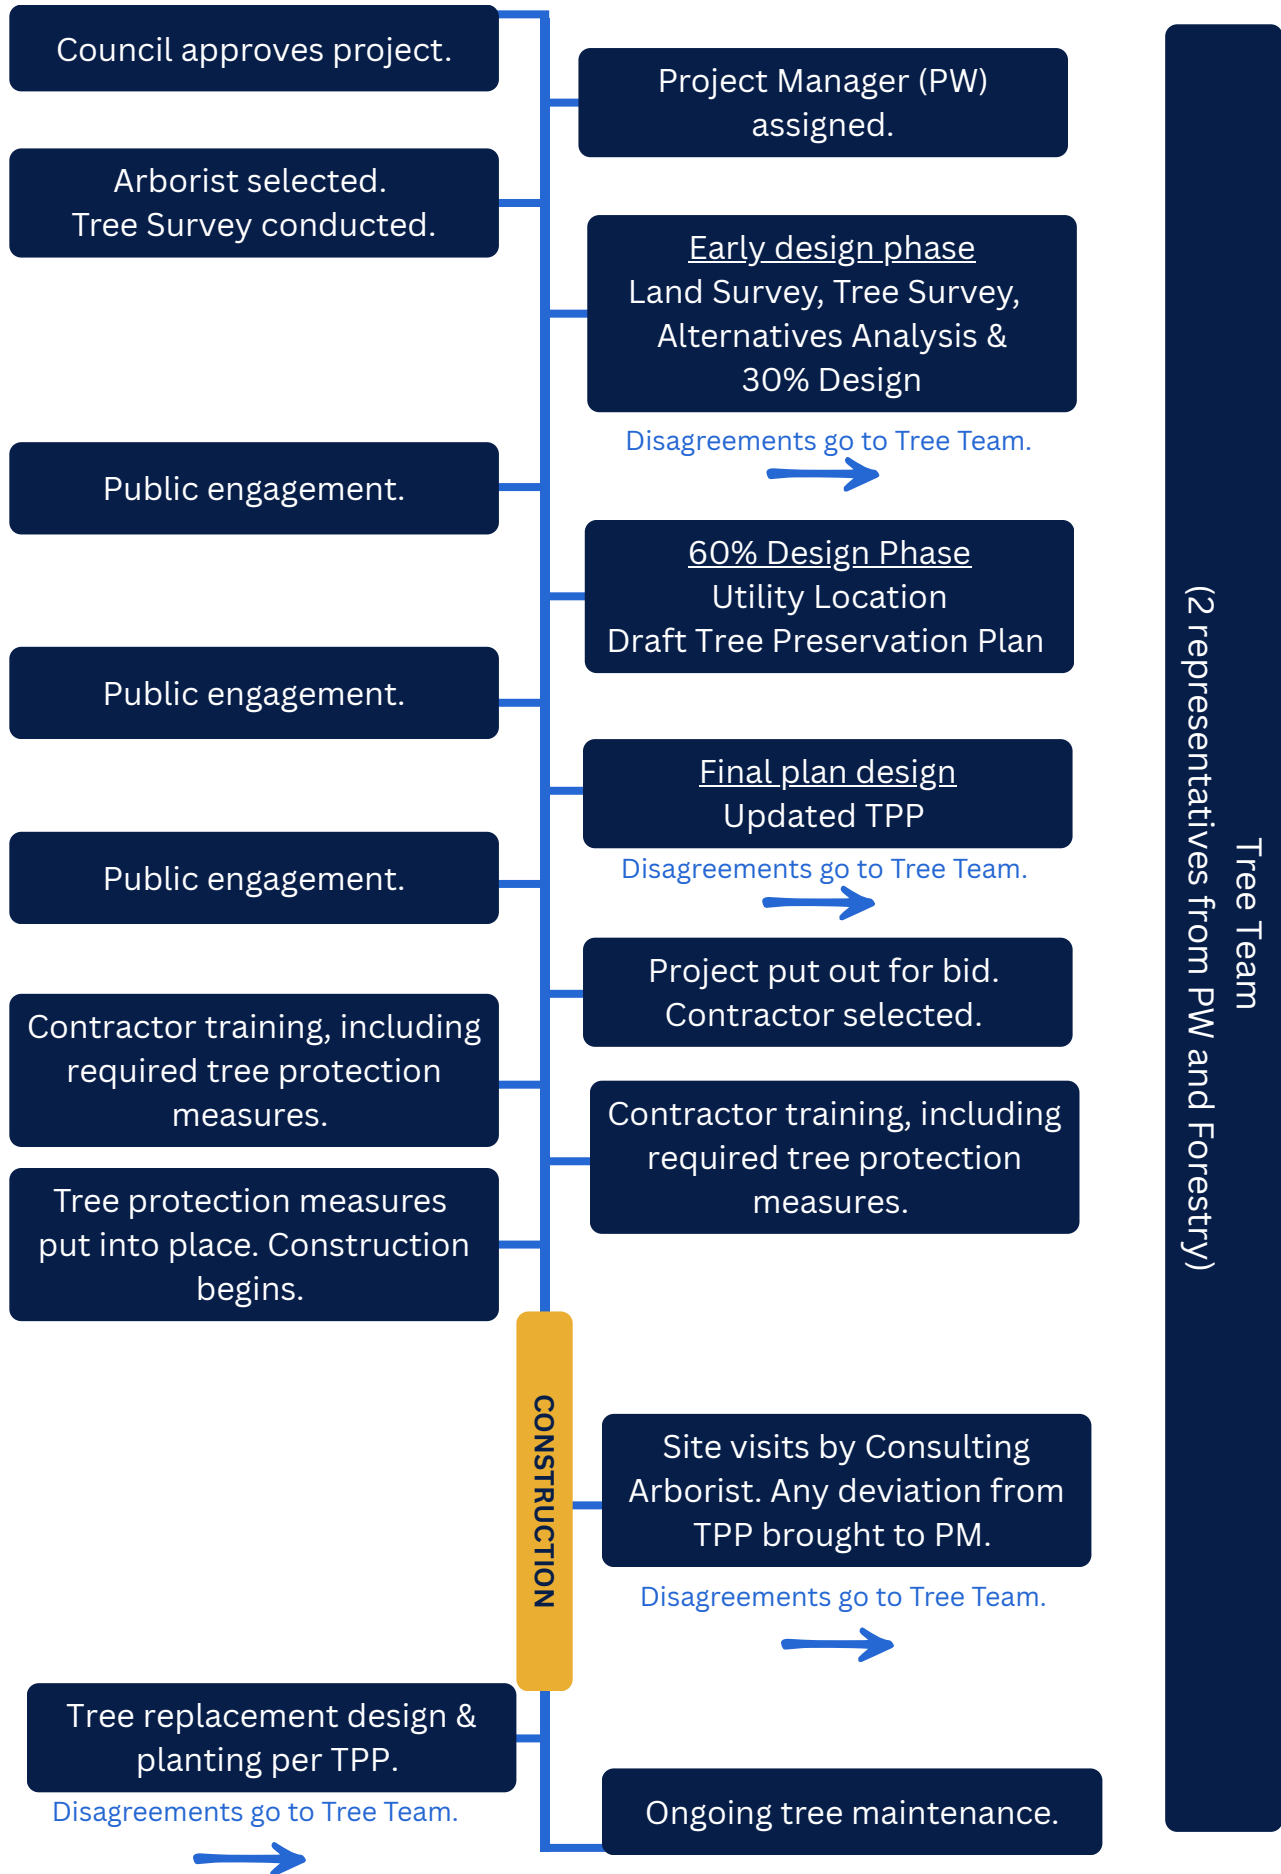 Council approves project.
Project Manager (PW)
assigned.
Arborist selected.
Tree Survey conducted.
Early design phase
Land Survey, Tree Survey,
Alternatives Analysis &
30% Design
Disagreements go to Tree Team.
Public engagement.
60% Design Phase
Utility Location
Draft Tree Preservation Plan
Public engagement.
Final plan design
Updated TPP
Disagreements go to Tree Team.
Public engagement.
Project put out for bid.
Contractor selected.
Contractor training, including
required tree protection
measures.
Contractor training, including
required tree protection
measures.
Tree protection measures
put into place. Construction
begins.
CONSTRUCTION
Site visits by Consulting
Arborist. Any deviation from
TPP brought to PM.
Disagreements go to Tree Team.
Tree replacement design &
planting per TPP.
Disagreements go to Tree Team.
Ongoing tree maintenance.
Tree Team
(2 representatives from PW and Forestry)